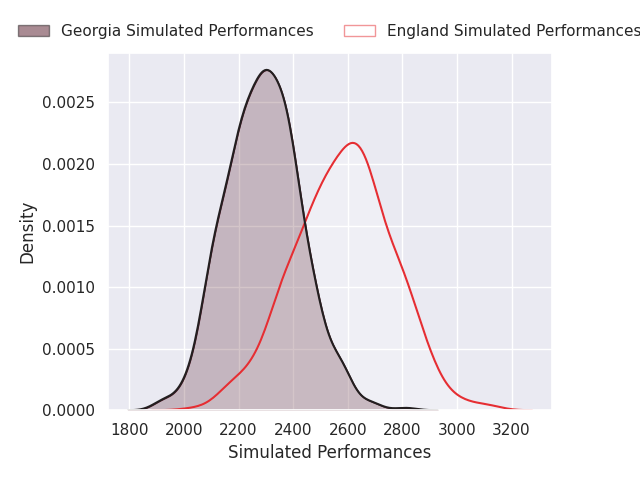 Georgia Simulated Performances England Simulated Performances
0.0025
0.0020
0.0015
0.0010
0.0005
0.0000
Density
1800 2000 2200 2400 2600 2800 3000 3200
Simulated Performances